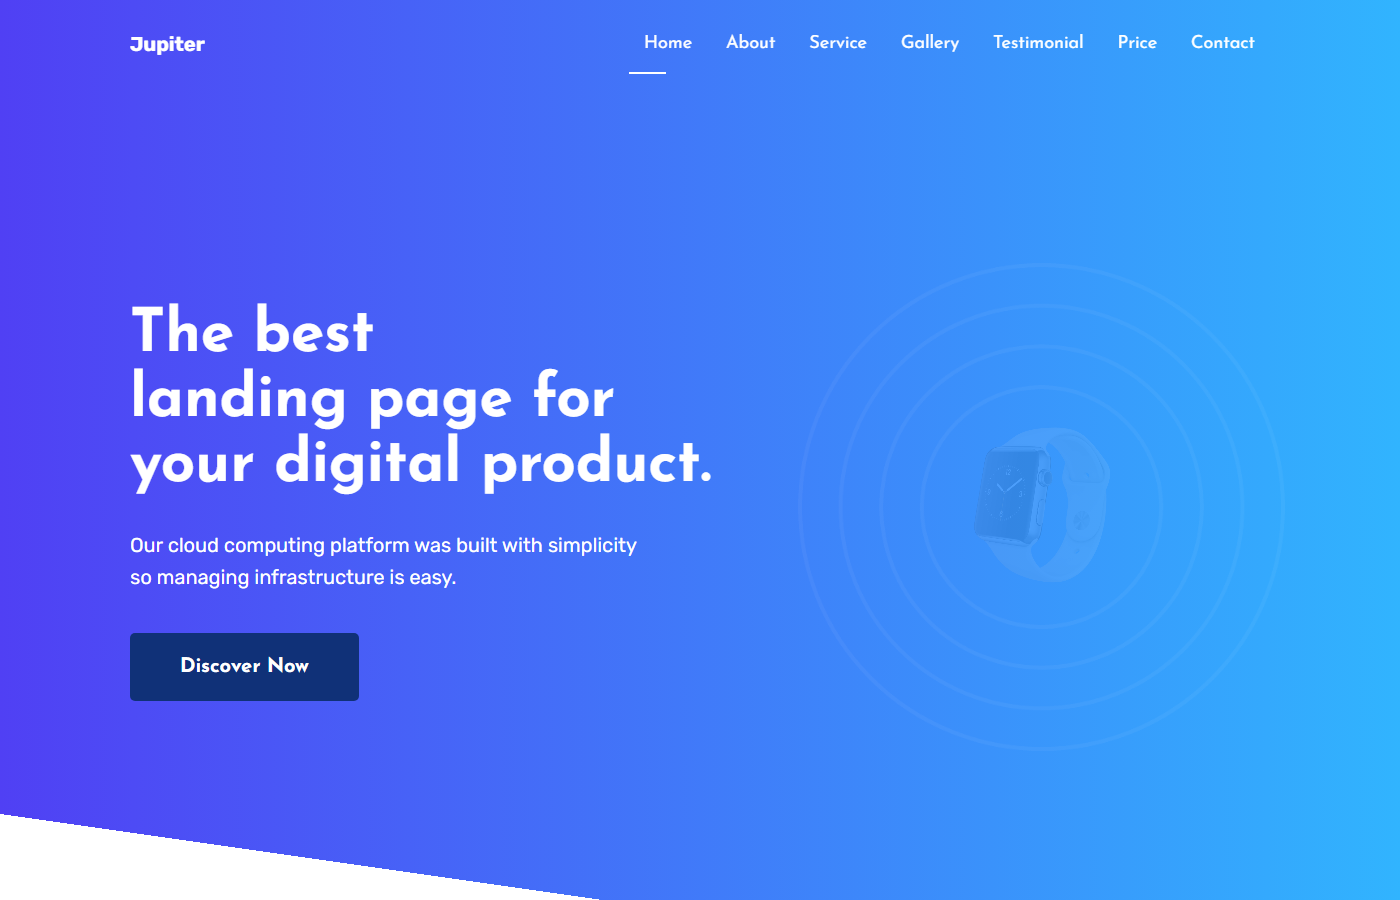 Jupiter
Home About Service Gallery Testimonial Price Contact
The best
landing page for
your digital product.
Our cloud computing platform was built with simplicity
so managing infrastructure is easy.
Discover Now